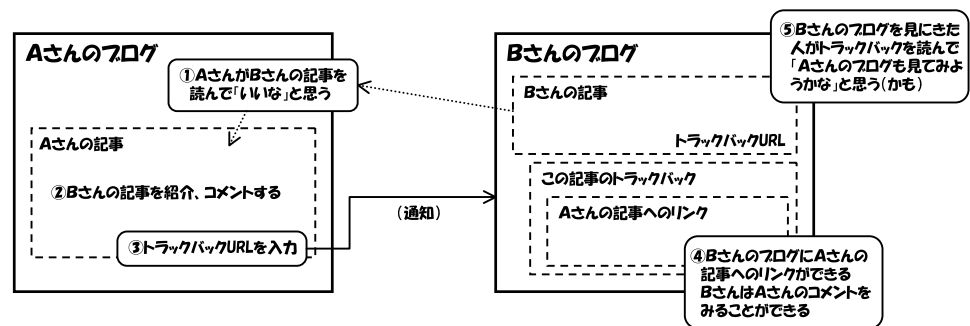 Aさんのブログ
①AさんがBさんの記事を
読んで「いいな」と思う
Aさんの記事
②Bさんの記事を紹介、コメントする
③トラックバックURLを入力
（通知）
Bさんのブログ
Bさんの記事
トラックバックURL
この記事のトラックバック
Aさんの記事へのリンク
④BさんのブログにAさんの
記事へのリンクができる
BさんはAさんのコメントを
みることができる
⑤Bさんのブログを見にきた
人がトラックバックを読んで
「Aさんのブログも見てみよ
うかな」と思う（かも）